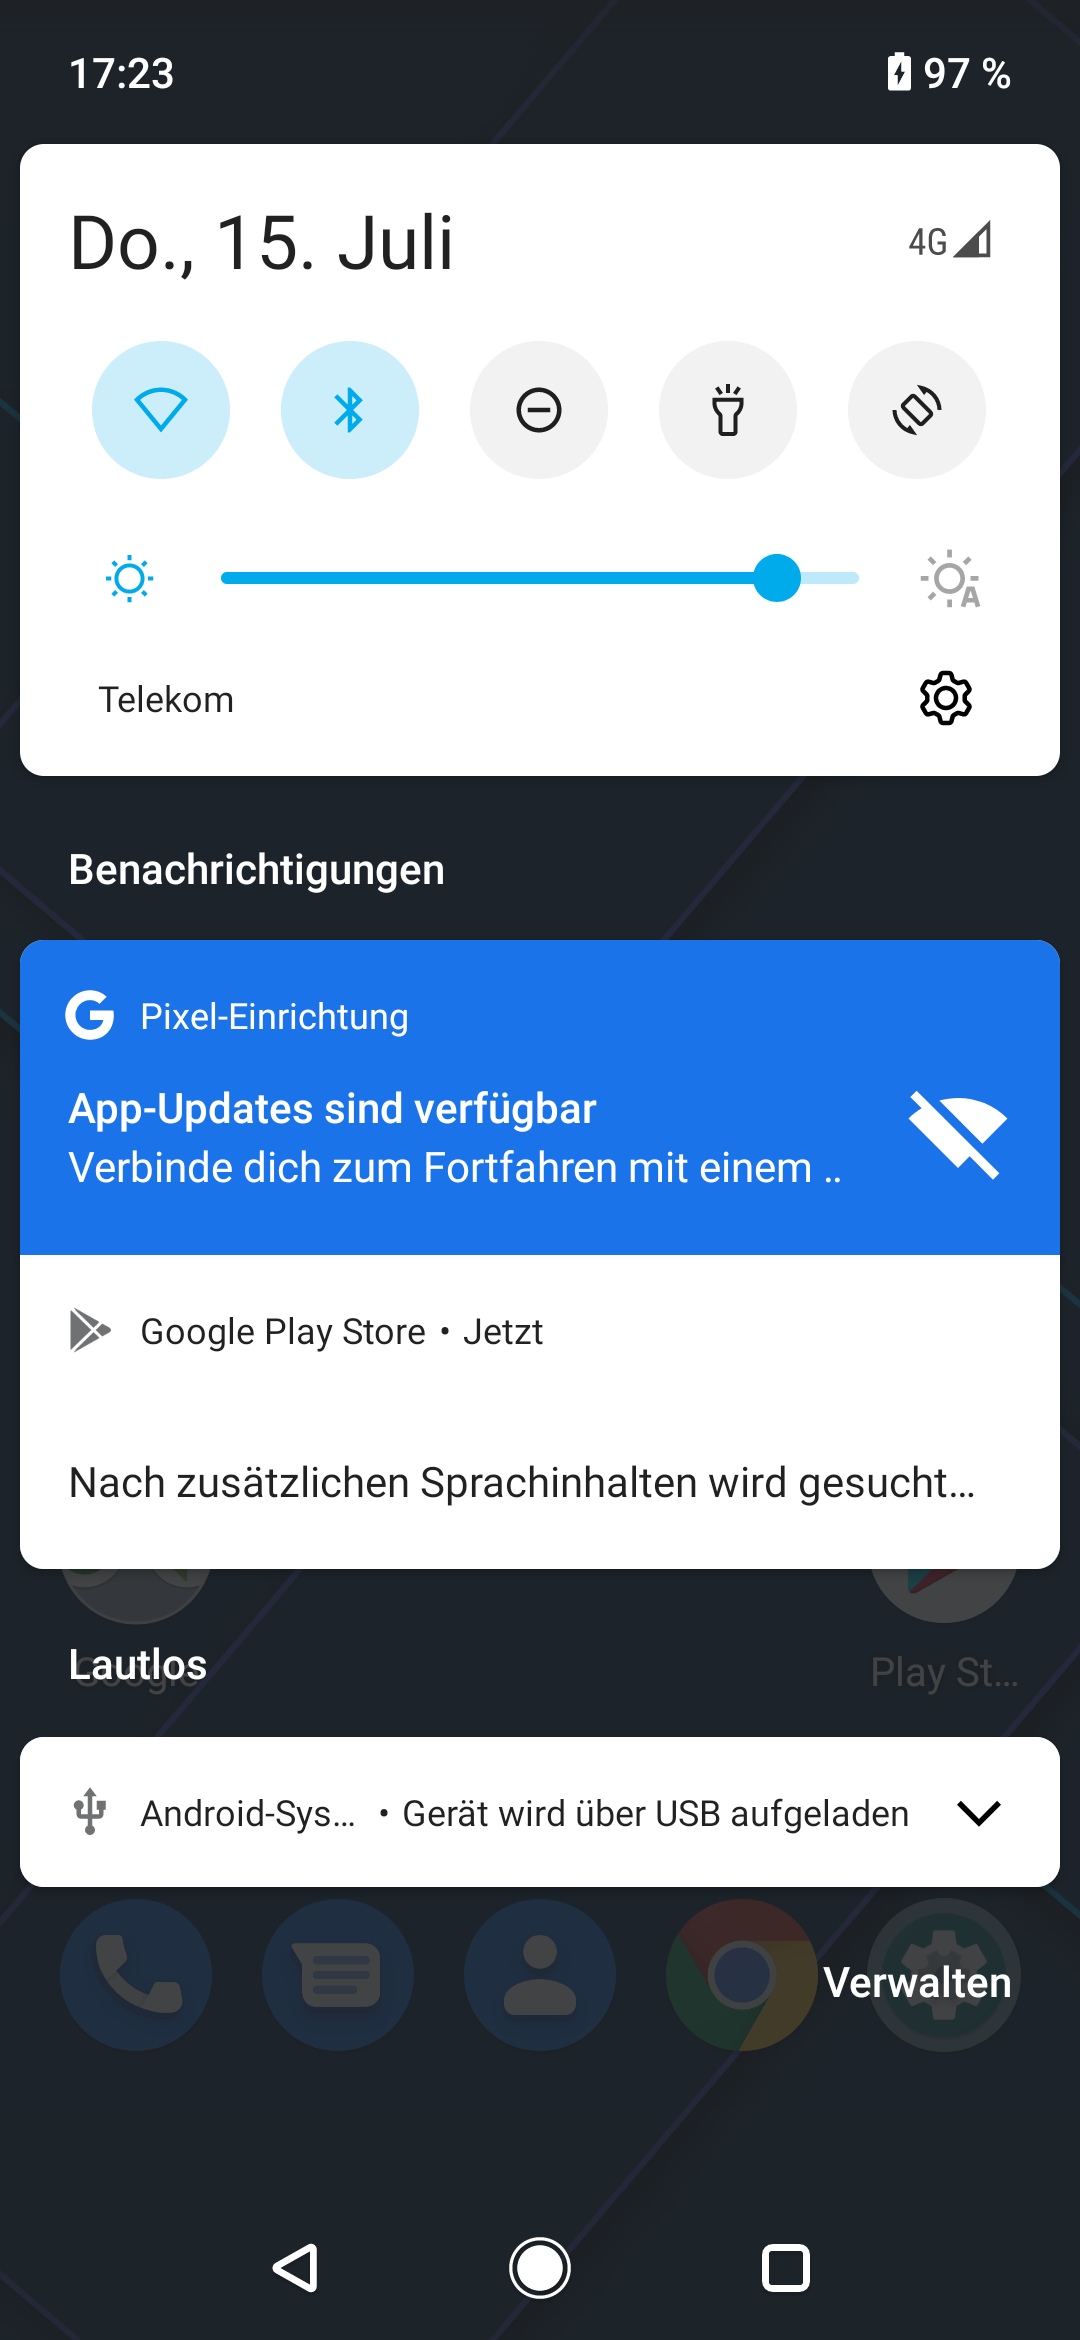 17:23
97 %
Do., 15. Juli
4G
A
Telekom
Benachrichtigungen
Pixel-Einrichtung
App-Updates sind verfügbar
Verbinde dich zum Fortfahren mit einem ..
Google Play Store • Jetzt
Nach zusätzlichen Sprachinhalten wird gesucht…
Lautlos
Google
Play St…
Android-Sys… • Gerät wird über USB aufgeladen
Verwalten